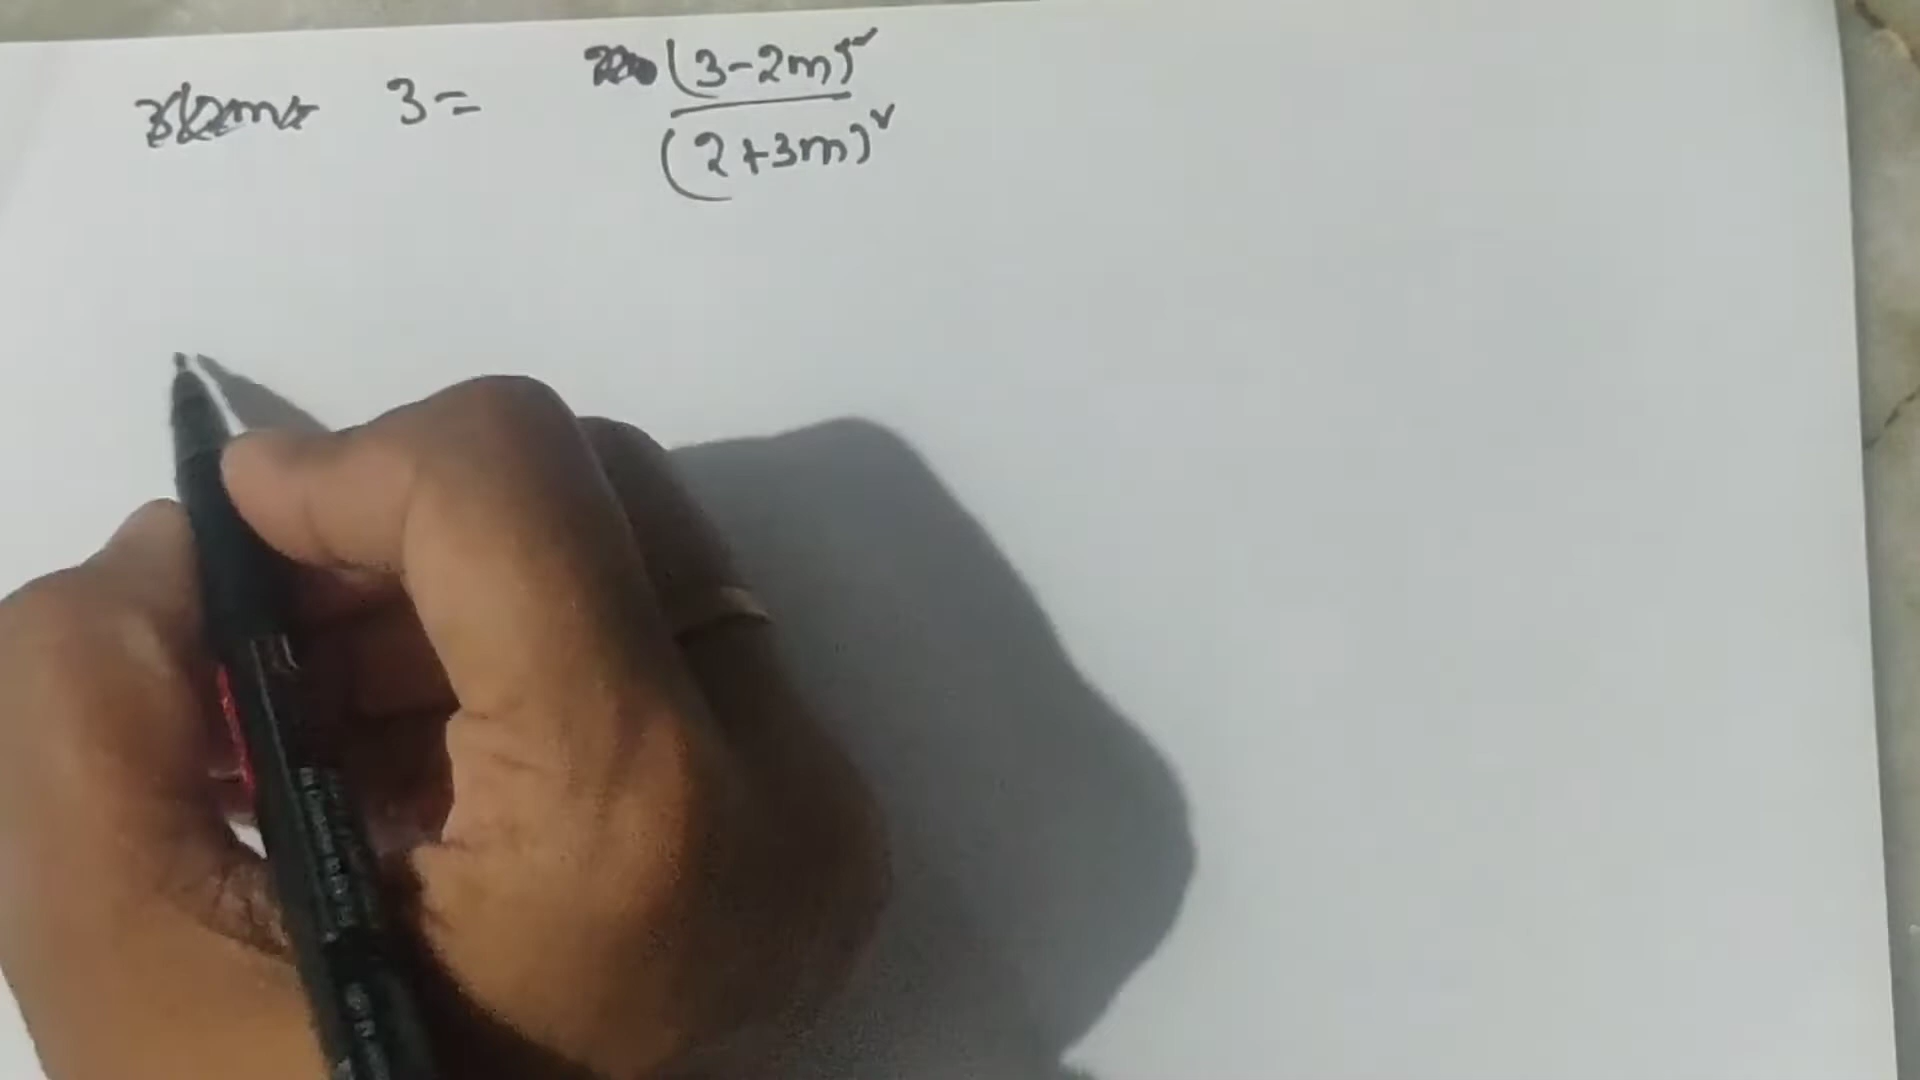 3 = (3-2m)²
(2+3m)²